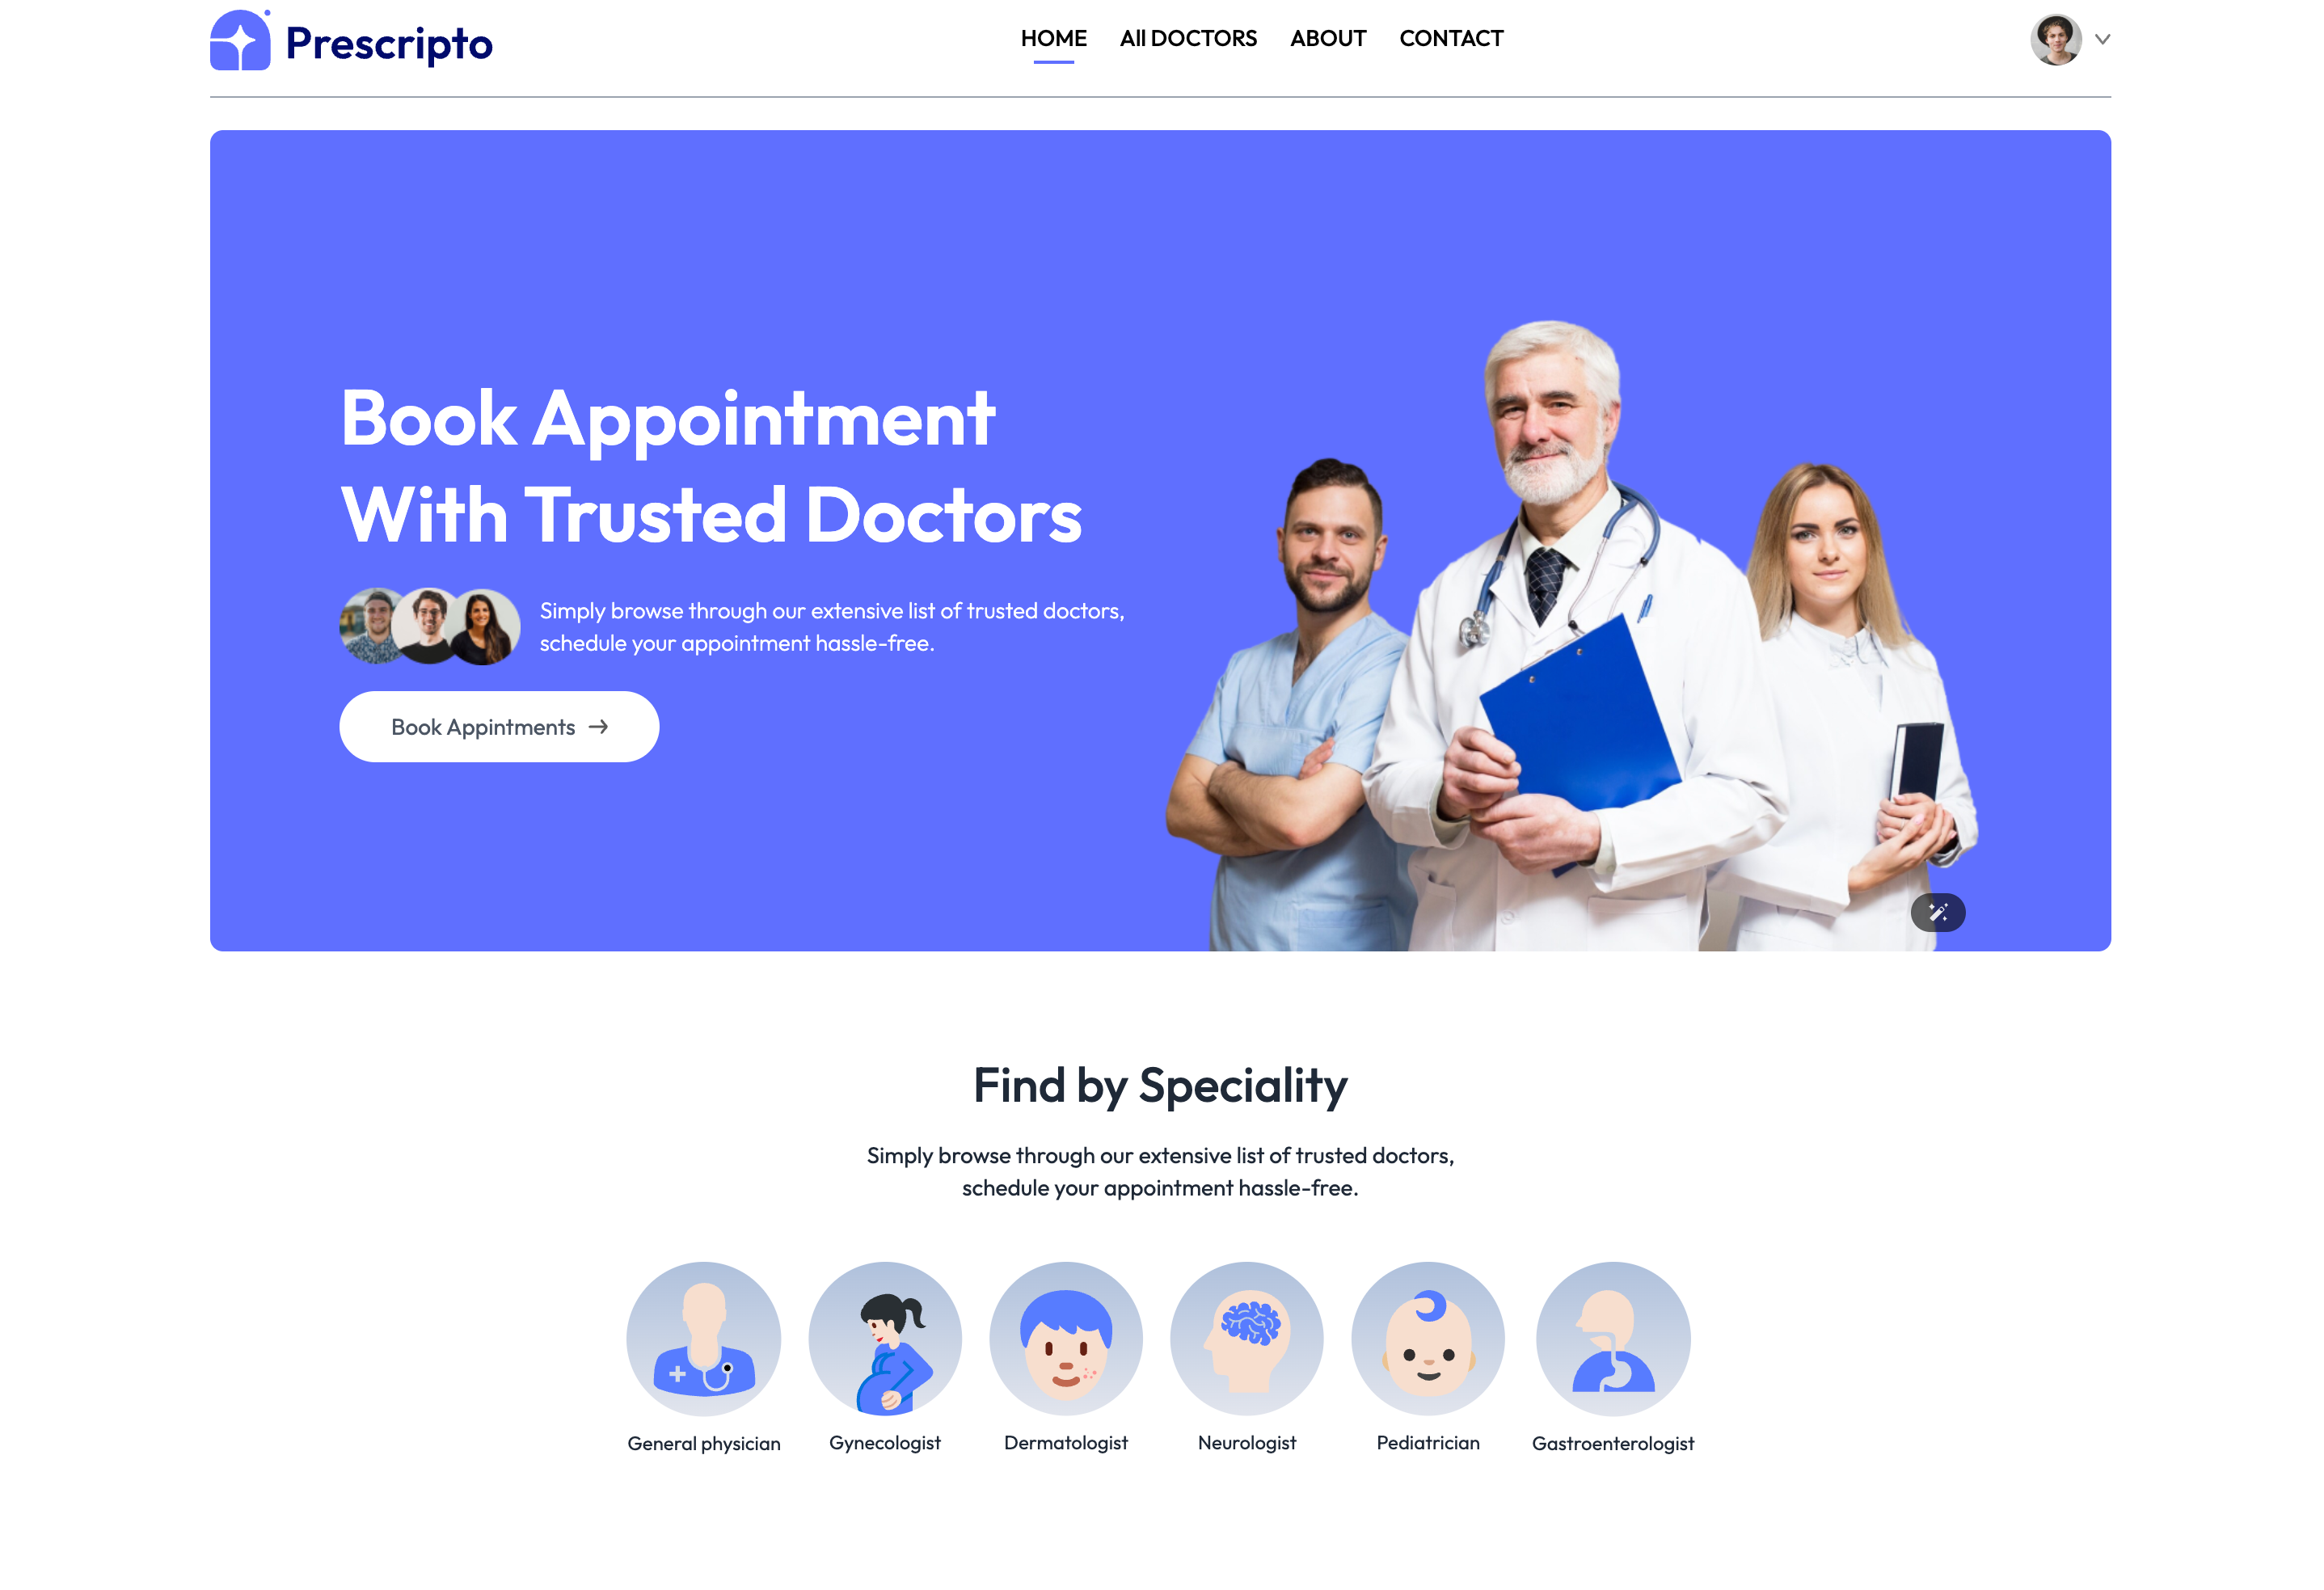 Prescripto
HOME
All DOCTORS
ABOUT
CONTACT
Book Appointment
With Trusted Doctors
Simply browse through our extensive list of trusted doctors,
schedule your appointment hassle-free.
Book Appintments
Find by Speciality
Simply browse through our extensive list of trusted doctors,
schedule your appointment hassle-free.
General physician
Gynecologist
Dermatologist
Neurologist
Pediatrician
Gastroenterologist